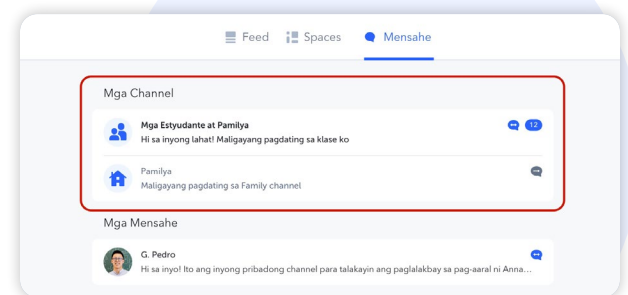 Feed
Spaces
Mensahe
Mga Channel
Mga Estyudante at Pamilya
12
Hi sa inyong lahat! Maligayang pagdating sa klase ko
Pamilya
Maligayang pagdating sa Family channel
Mga Mensahe
G. Pedro
Hi sa inyo! Ito ang inyong pribadong channel para talakayin ang paglalakbay sa pag-aaral ni Anna...